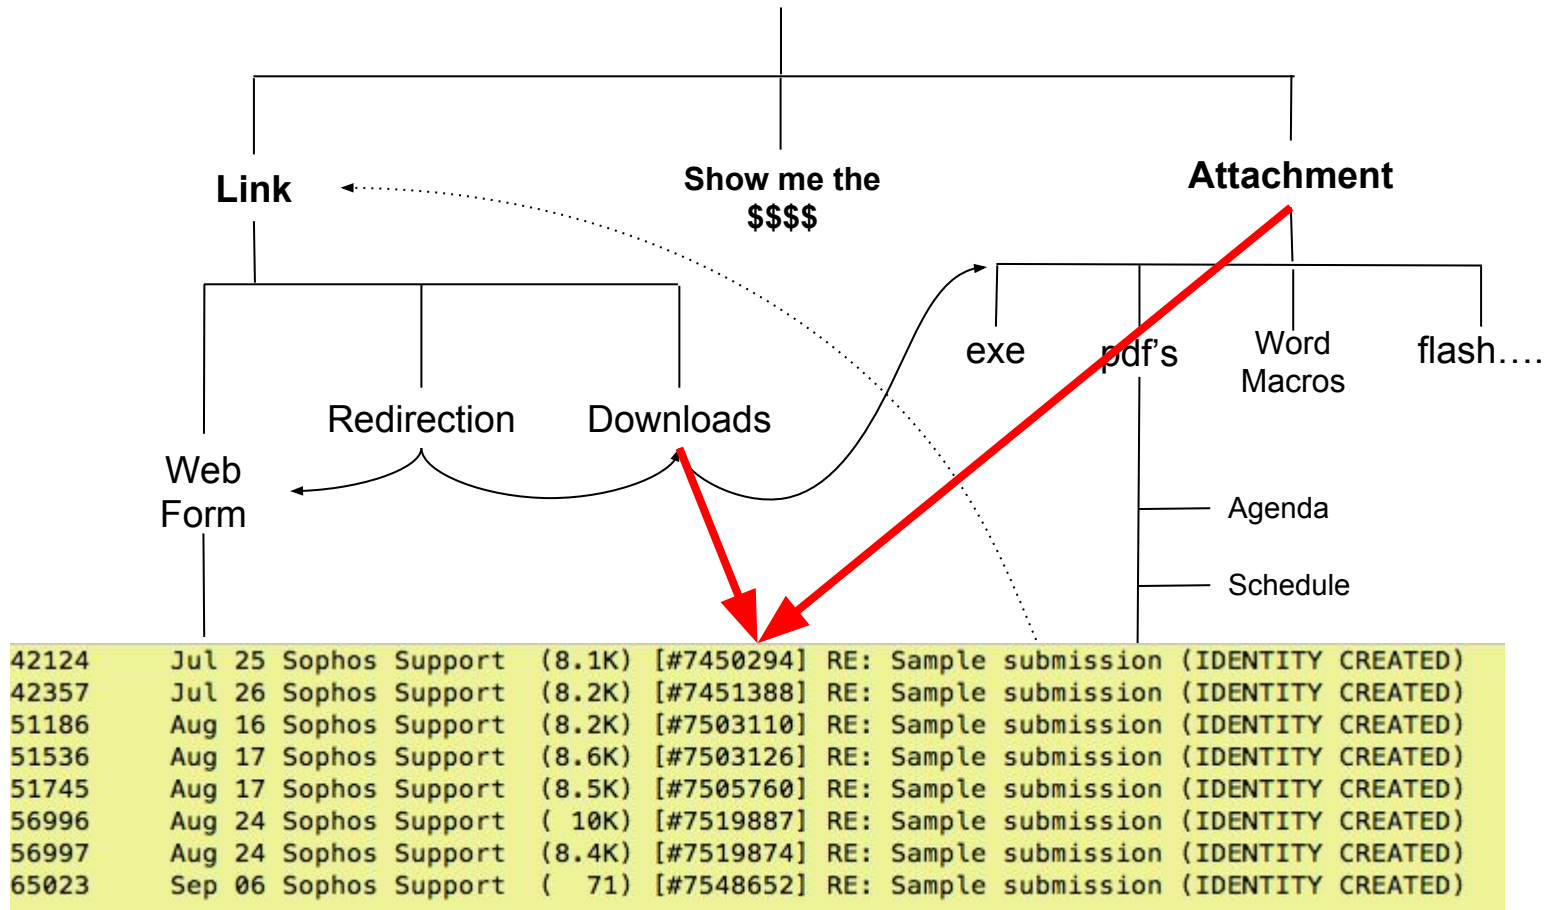 Link
Show me the
$$$$
Attachment
exe
pdf’s
Word
Macros
flash….
Redirection
Downloads
Web
Form
Agenda
Schedule
42124 Jul 25 Sophos Support (8.1K) [#7450294] RE: Sample submission (IDENTITY CREATED)
42357 Jul 26 Sophos Support (8.2K) [#7451388] RE: Sample submission (IDENTITY CREATED)
51186 Aug 16 Sophos Support (8.2K) [#7503110] RE: Sample submission (IDENTITY CREATED)
51536 Aug 17 Sophos Support (8.6K) [#7503126] RE: Sample submission (IDENTITY CREATED)
51745 Aug 17 Sophos Support (8.5K) [#7505760] RE: Sample submission (IDENTITY CREATED)
56996 Aug 24 Sophos Support ( 10K) [#7519887] RE: Sample submission (IDENTITY CREATED)
56997 Aug 24 Sophos Support (8.4K) [#7519874] RE: Sample submission (IDENTITY CREATED)
65023 Sep 06 Sophos Support ( 71) [#7548652] RE: Sample submission (IDENTITY CREATED)